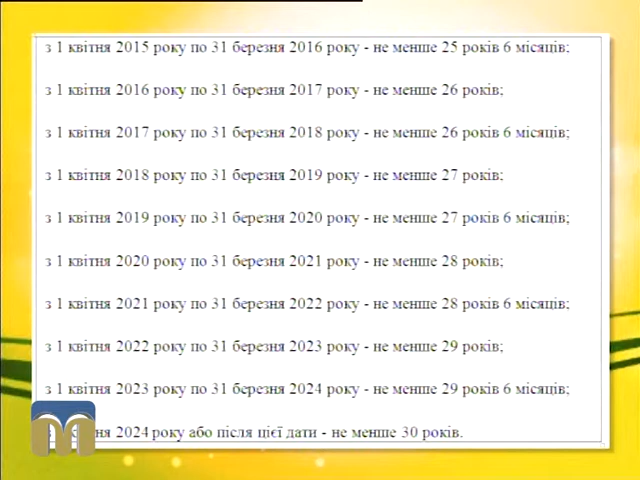 з 1 квітня 2015 року по 31 березня 2016 року - не менше 25 років 6 місяців;
з 1 квітня 2016 року по 31 березня 2017 року - не менше 26 років;
з 1 квітня 2017 року по 31 березня 2018 року - не менше 26 років 6 місяців;
з 1 квітня 2018 року по 31 березня 2019 року - не менше 27 років;
з 1 квітня 2019 року по 31 березня 2020 року - не менше 27 років 6 місяців;
з 1 квітня 2020 року по 31 березня 2021 року - не менше 28 років;
з 1 квітня 2021 року по 31 березня 2022 року - не менше 28 років 6 місяців;
з 1 квітня 2022 року по 31 березня 2023 року - не менше 29 років;
з 1 квітня 2023 року по 31 березня 2024 року - не менше 29 років 6 місяців;
2024 року або після цієї дати - не менше 30 років.
М